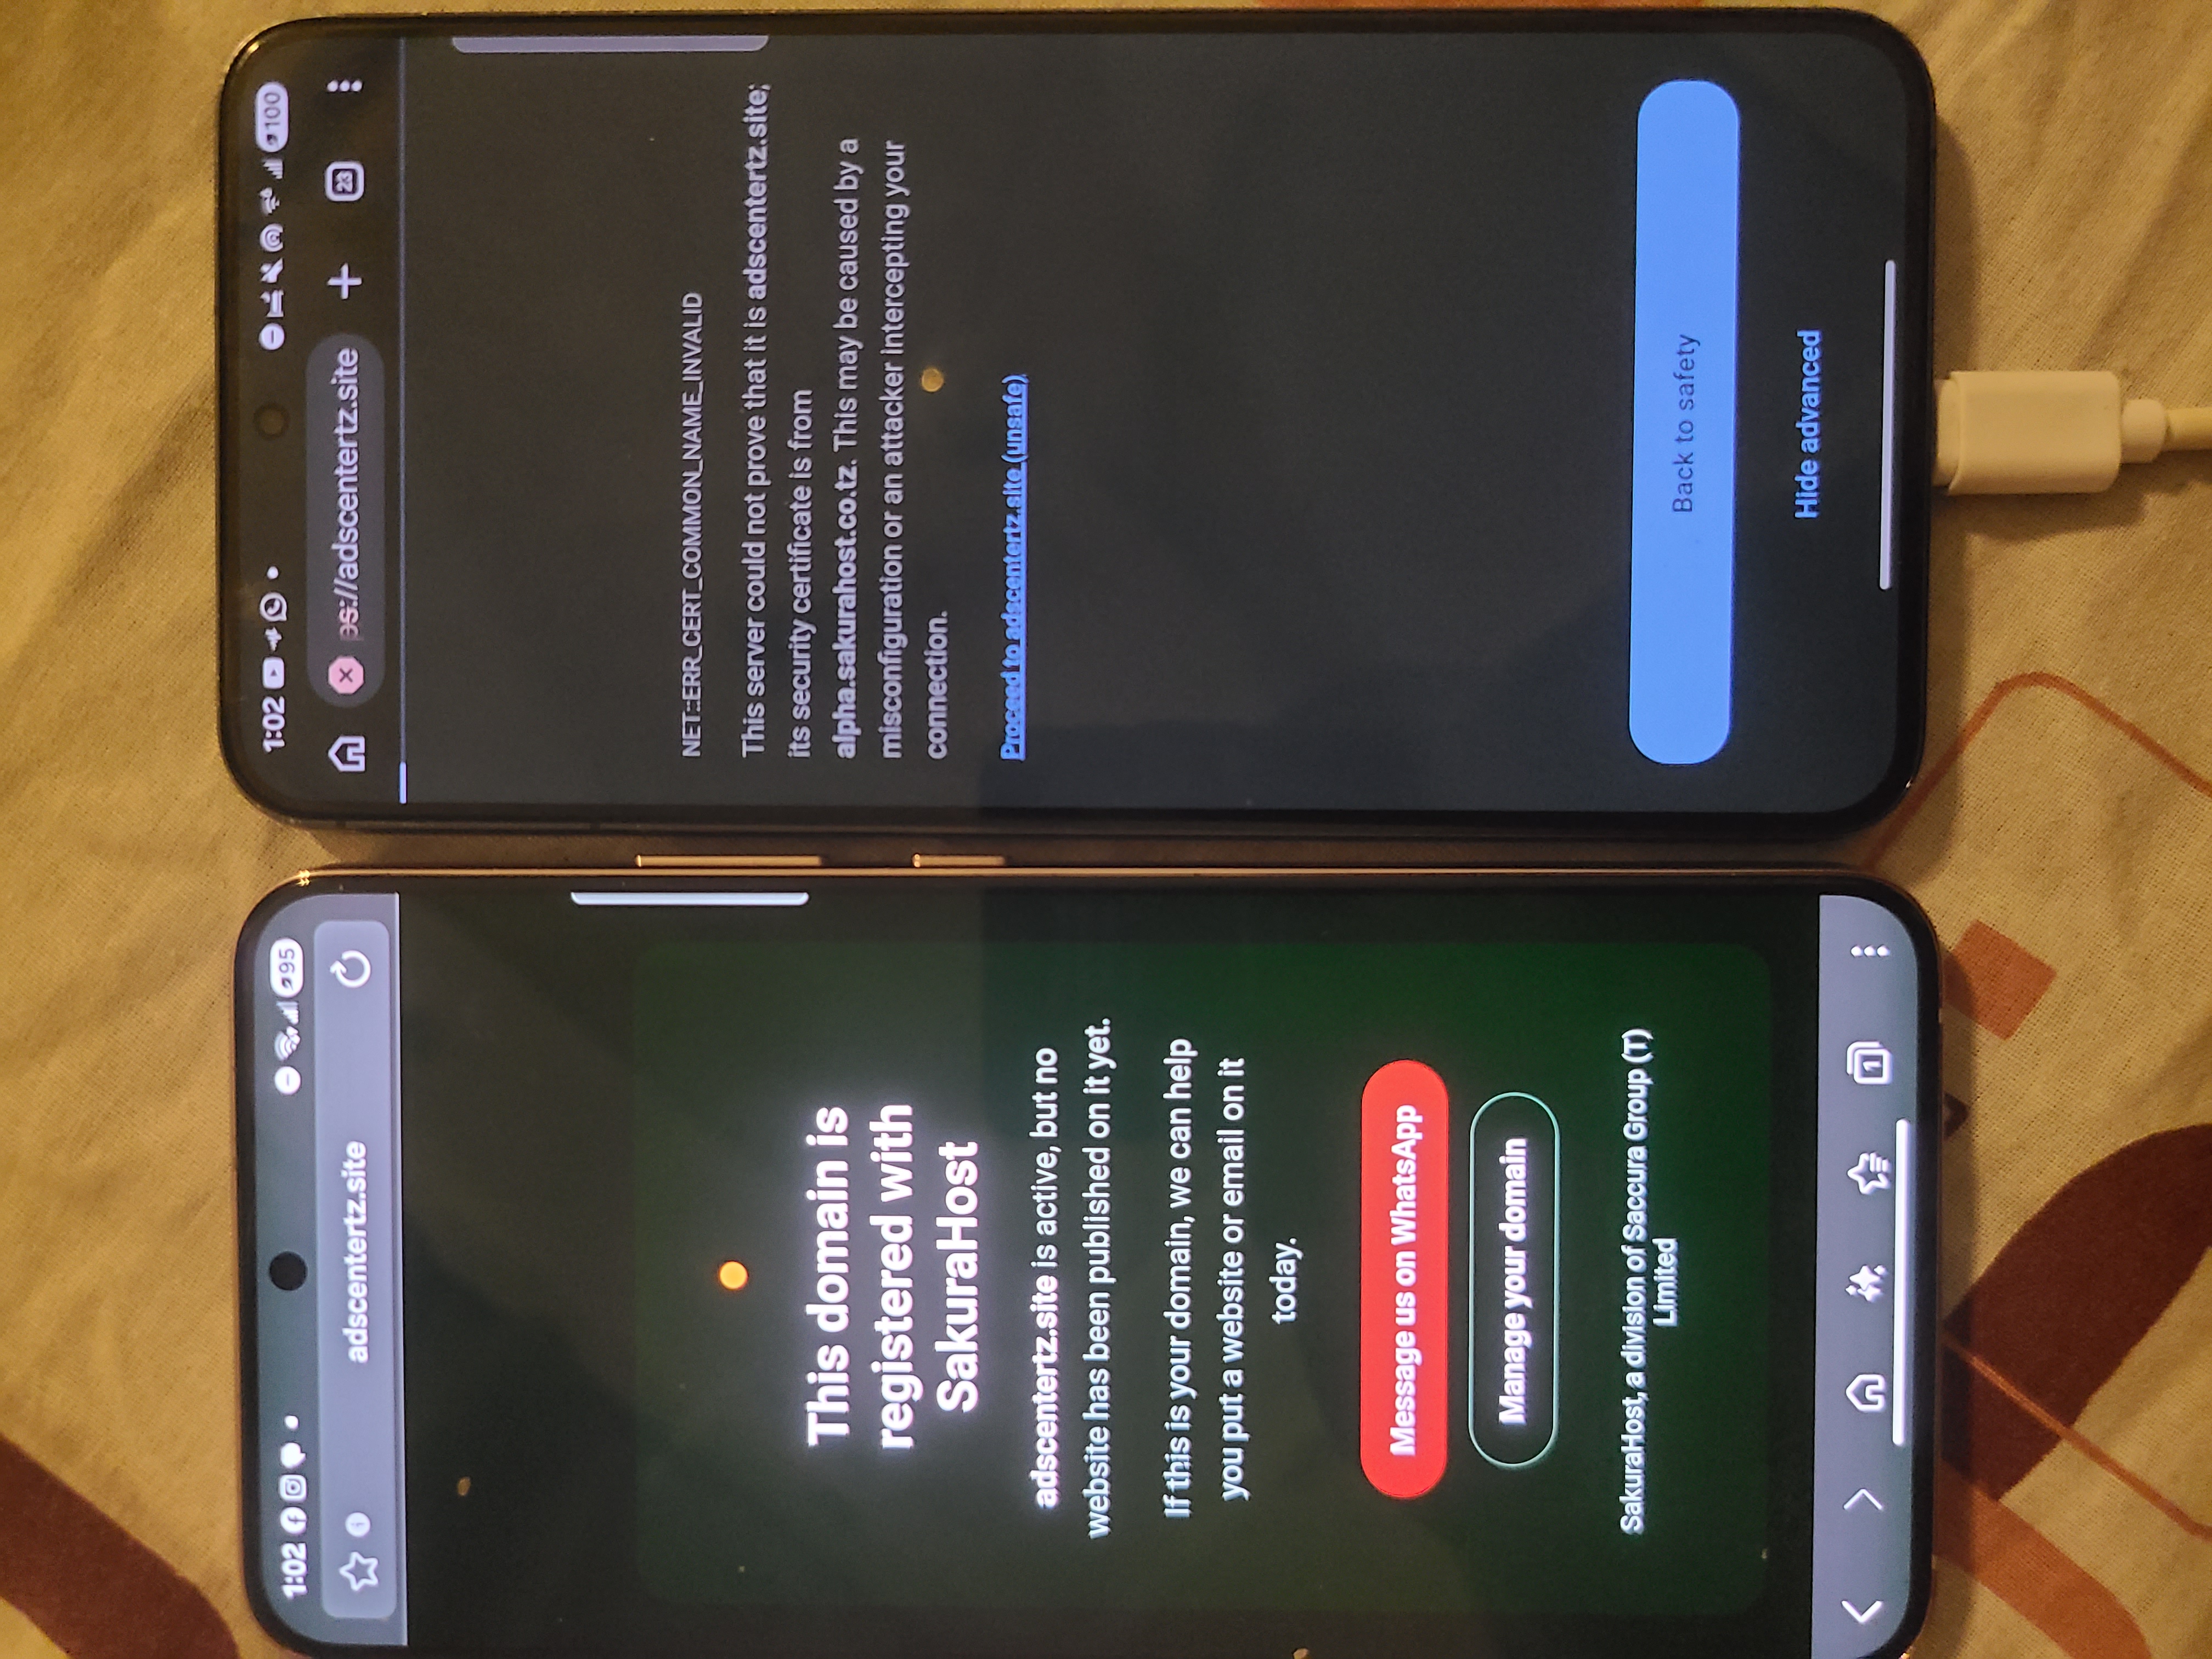 1:02
100
es://adscentertz.site
23
NET::ERR_CERT_COMMON_NAME_INVALID
This server could not prove that it is adscentertz.site;
its security certificate is from
alpha.sakurahost.co.tz. This may be caused by a
misconfiguration or an attacker intercepting your
connection.
Proceed to adscentertz.site (unsafe)
Back to safety
Hide advanced
1:02
95
adscentertz.site
This domain is
registered with
SakuraHost
adscentertz.site is active, but no
website has been published on it yet.
If this is your domain, we can help
you put a website or email on it
today.
Message us on WhatsApp
Manage your domain
SakuraHost, a division of Saccura Group (T)
Limited
1